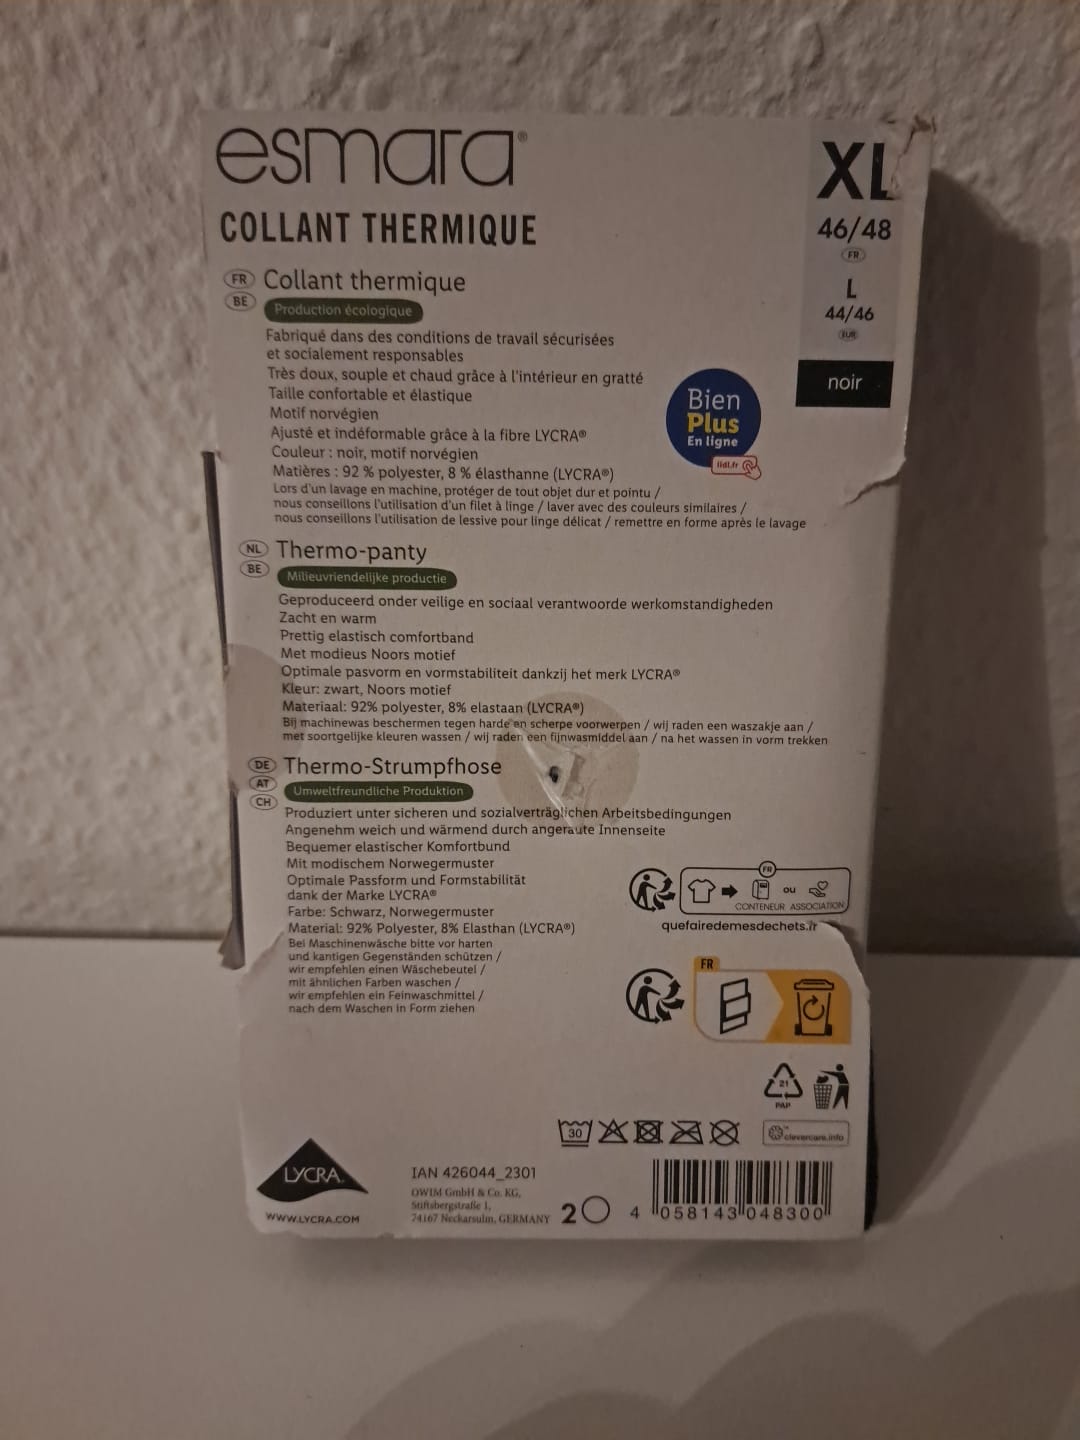 esmara®
COLLANT THERMIQUE
XL
46/48
FR
L
44/46
EUR
noir
FR
BE
Collant thermique
Production écologique
Fabriqué dans des conditions de travail sécurisées
et socialement responsables
Très doux, souple et chaud grâce à l'intérieur en gratté
Taille confortable et élastique
Motif norvégien
Ajusté et indéformable grâce à la fibre LYCRA®
Couleur : noir, motif norvégien
Matières : 92 % polyester, 8 % élasthanne (LYCRA®)
Lors d'un lavage en machine, protéger de tout objet dur et pointu /
nous conseillons l'utilisation d'un filet à linge / laver avec des couleurs similaires /
nous conseillons l'utilisation de lessive pour linge délicat / remettre en forme après le lavage
Bien
Plus
En ligne
lidl.fr
NL
BE
Thermo-panty
Milieuvriendelijke productie
Geproduceerd onder veilige en sociaal verantwoorde werkomstandigheden
Zacht en warm
Prettig elastisch comfortband
Met modieus Noors motief
Optimale pasvorm en vormstabiliteit dankzij het merk LYCRA®
Kleur: zwart, Noors motief
Materiaal: 92% polyester, 8% elastaan (LYCRA®)
Bij machinewas beschermen tegen harde en scherpe voorwerpen / wij raden een waszakje aan /
met soortgelijke kleuren wassen / wij raden een fijnwasmiddel aan / na het wassen in vorm trekken
DE
AT
CH
Thermo-Strumpfhose
Umweltfreundliche Produktion
Produziert unter sicheren und sozialverträglichen Arbeitsbedingungen
Angenehm weich und wärmend durch angeraute Innenseite
Bequemer elastischer Komfortbund
Mit modischem Norwegermuster
Optimale Passform und Formstabilität
dank der Marke LYCRA®
Farbe: Schwarz, Norwegermuster
Material: 92% Polyester, 8% Elasthan (LYCRA®)
Bei Maschinenwäsche bitte vor harten
und kantigen Gegenständen schützen /
wir empfehlen einen Wäschebeutel /
mit ähnlichen Farben waschen /
wir empfehlen ein Feinwaschmittel /
nach dem Waschen in Form ziehen
FR
ou
CONTENEUR ASSOCIATION
quefairedemesdechets.fr
FR
21
PAP
30
clevercare.info
LYCRA®
WWW.LYCRA.COM
IAN 426044_2301
OWIM GmbH & Co. KG,
Stiftsbergstraße 1,
74167 Neckarsulm, GERMANY
2
4 058143 048300